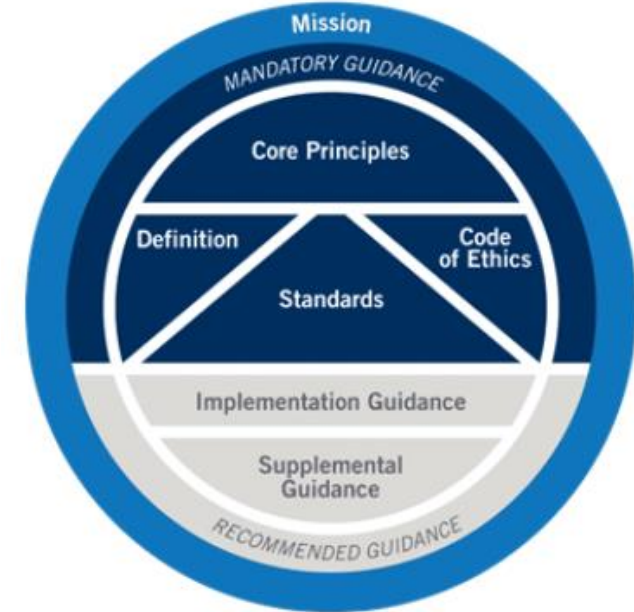 Mission
MANDATORY GUIDANCE
Core Principles
Definition
Code
of Ethics
Standards
Implementation Guidance
Supplemental
Guidance
RECOMMENDED GUIDANCE